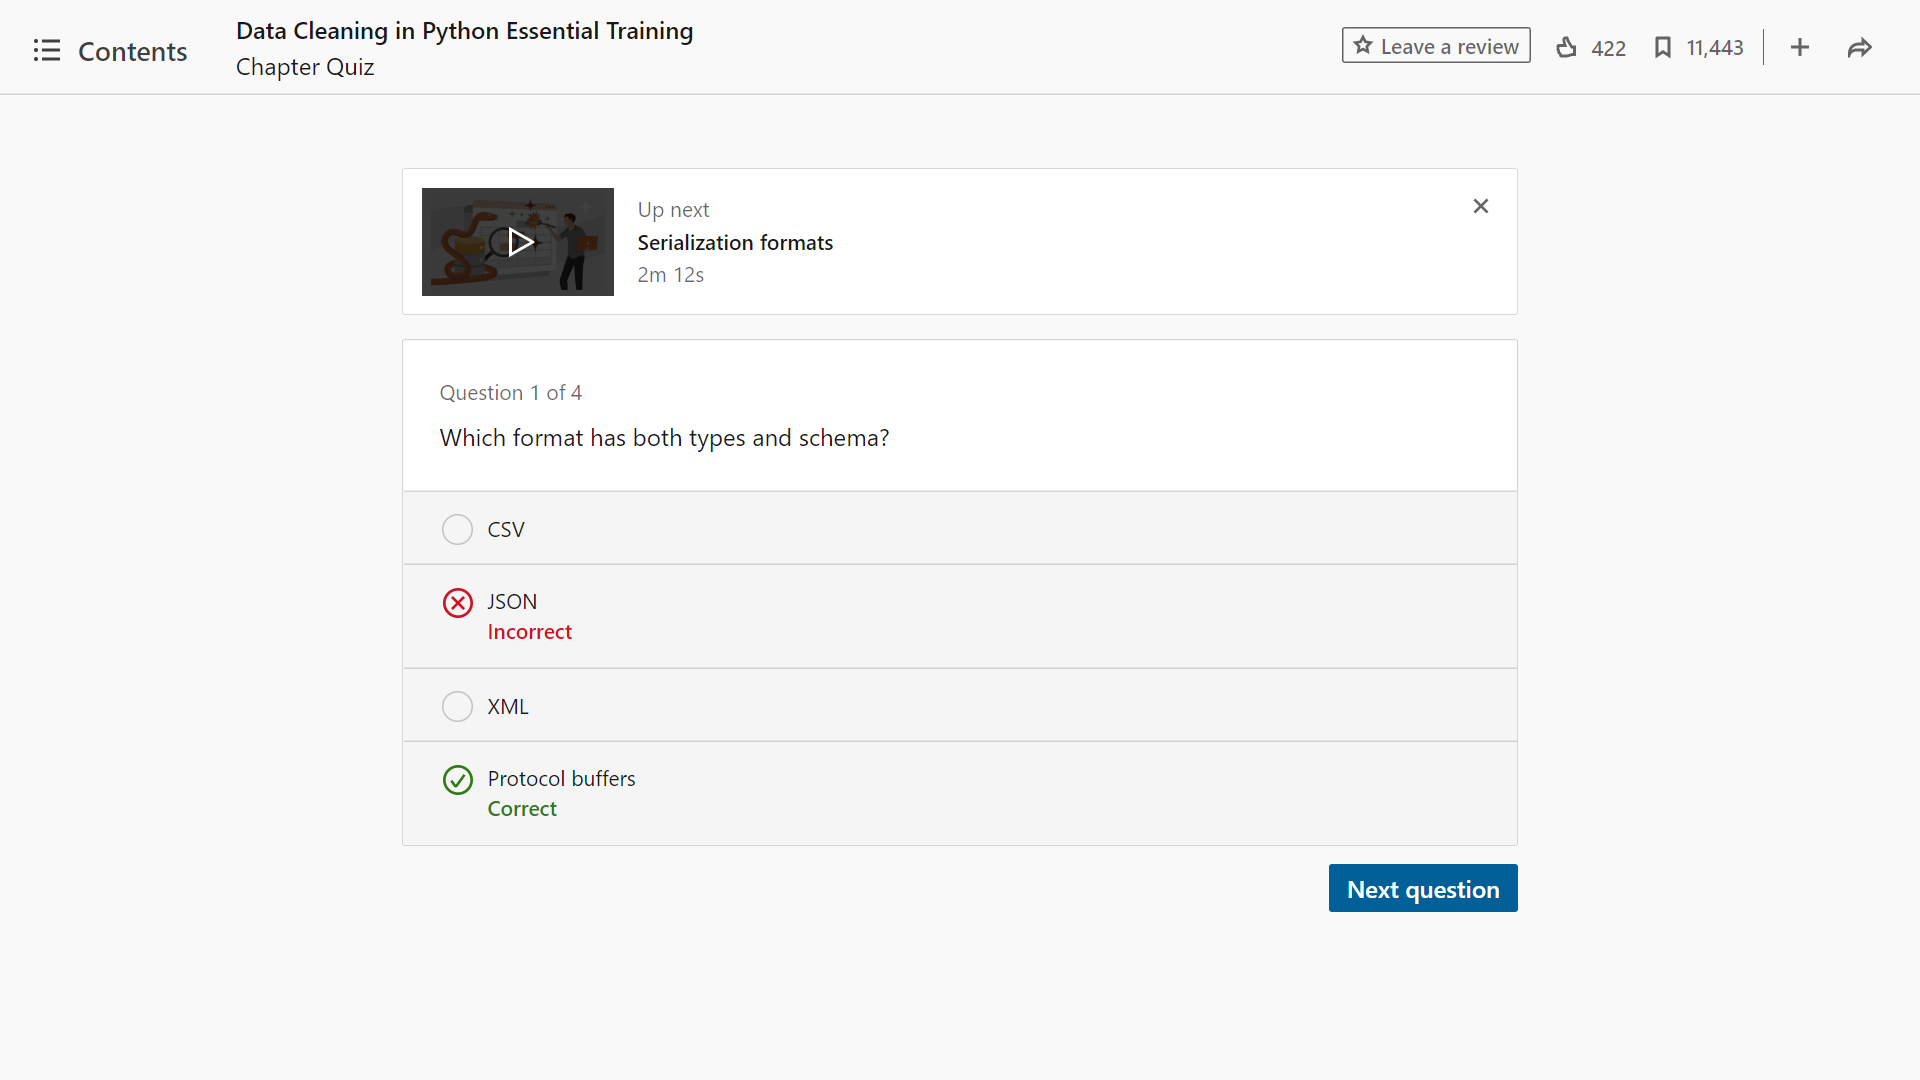 Contents
Data Cleaning in Python Essential Training
Chapter Quiz
Leave a review
422
11,443
Up next
Serialization formats
2m 12s
Question 1 of 4
Which format has both types and schema?
CSV
JSON
Incorrect
XML
Protocol buffers
Correct
Next question